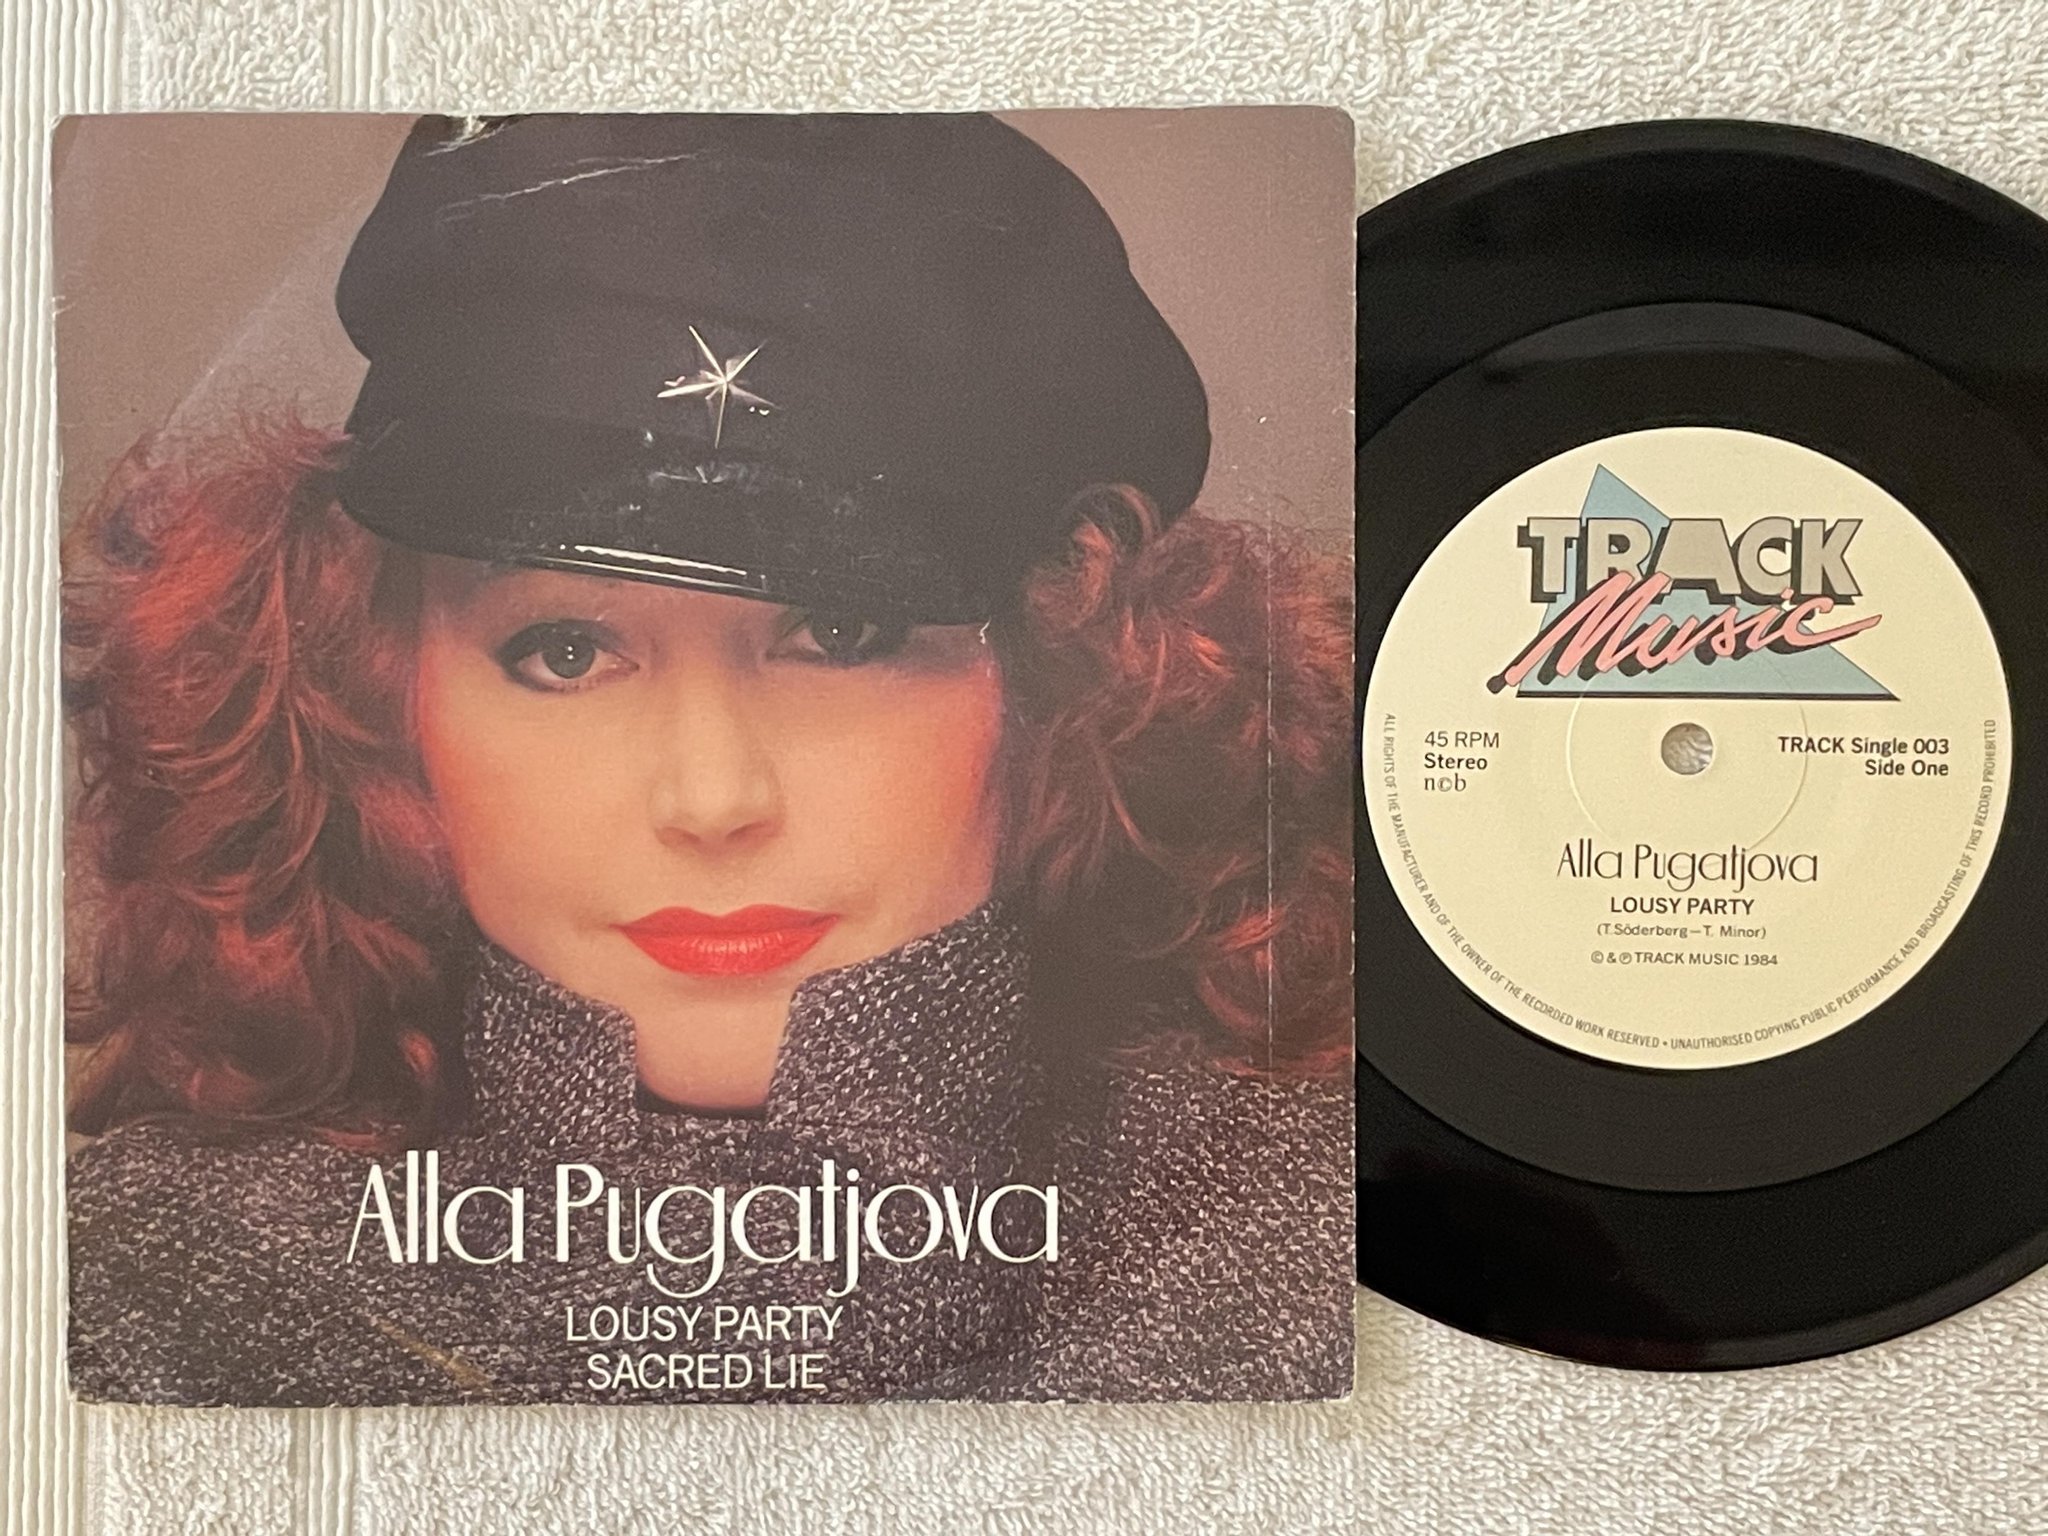 Alla Pugatjova
LOUSY PARTY
SACRED LIE
TRACK
Music
45 RPM
Stereo
n©b
TRACK Single 003
Side One
Alla Pugatjova
LOUSY PARTY
(T.Söderberg—T. Minor)
© & ℗ TRACK MUSIC 1984
ALL RIGHTS OF THE MANUFACTURER AND OF THE OWNER OF THE RECORDED WORK RESERVED • UNAUTHORISED COPYING PUBLIC PERFORMANCE AND BROADCASTING OF THIS RECORD PROHIBITED